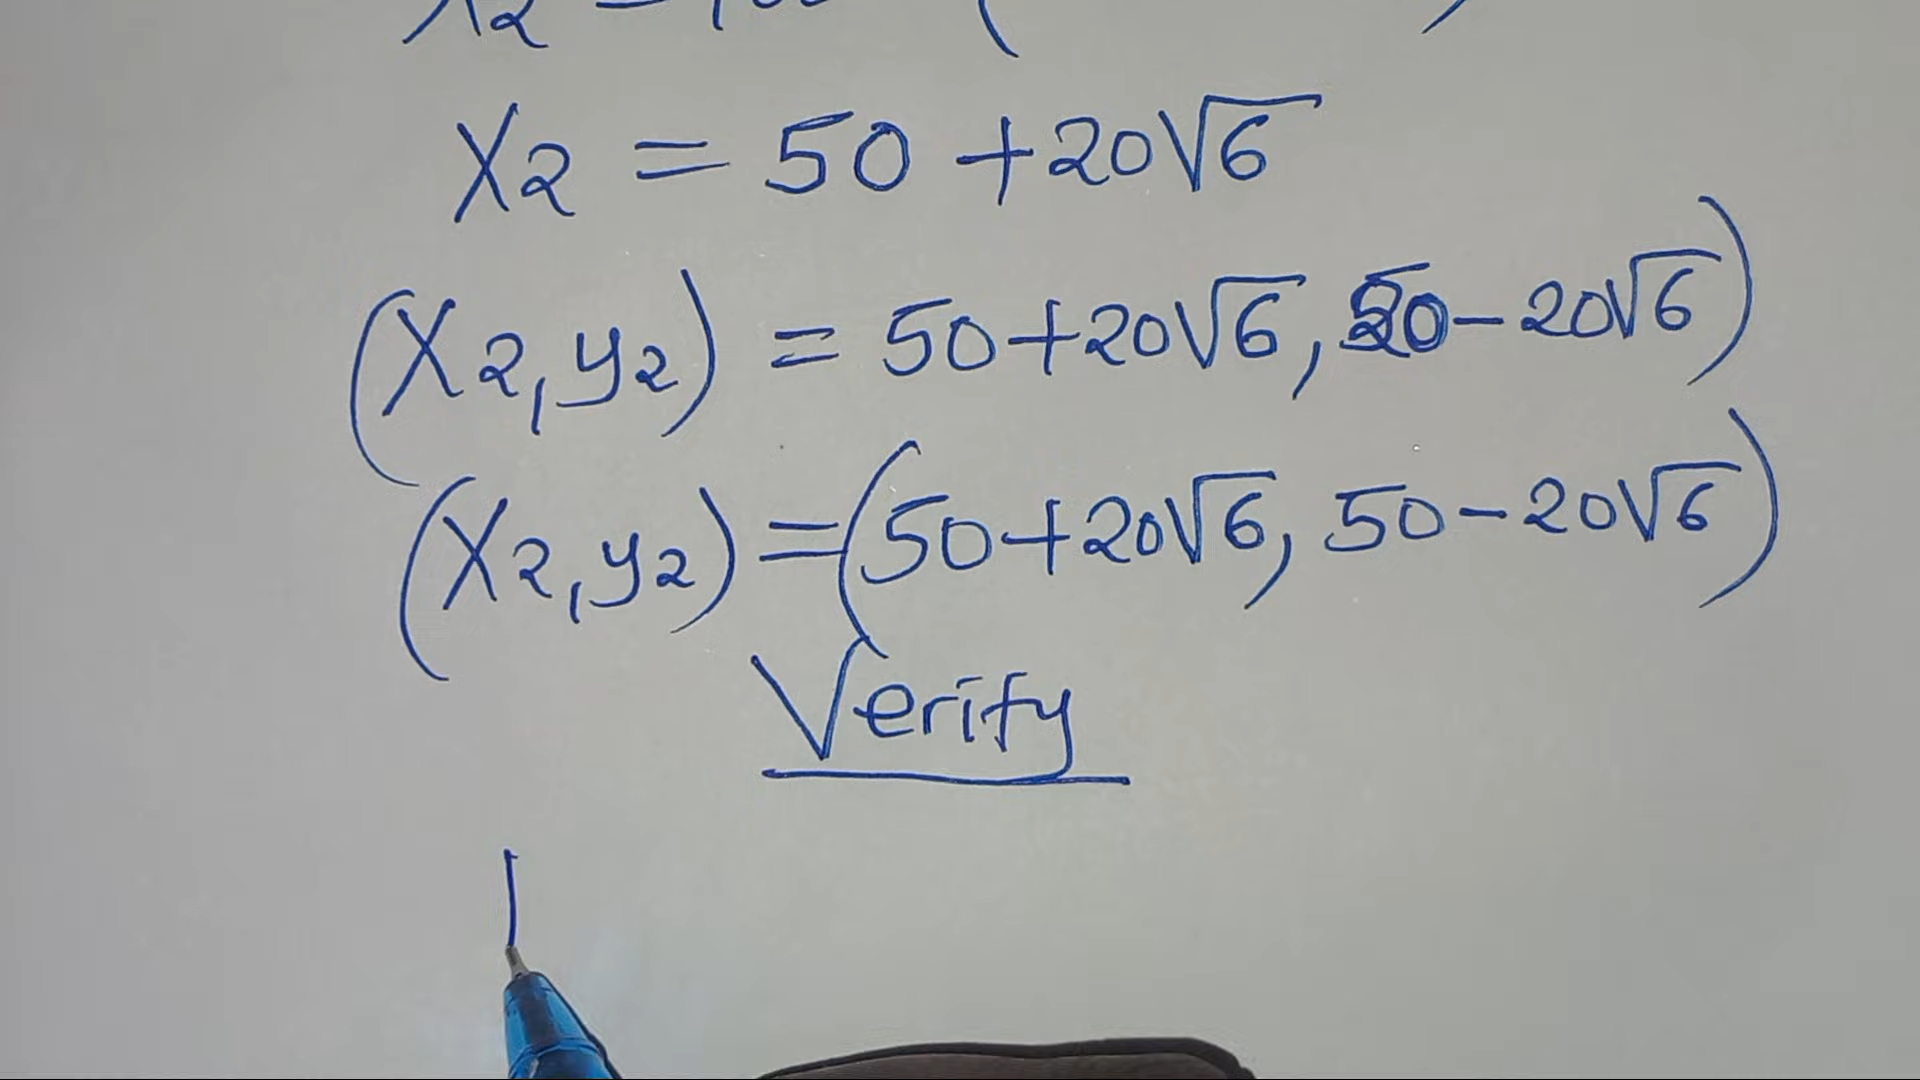 X2 = 50 + 20√6
(X2, y2) = 50 + 20√6, 50 - 20√6)
(X2, y2) = (50 + 20√6, 50 - 20√6)
Verify